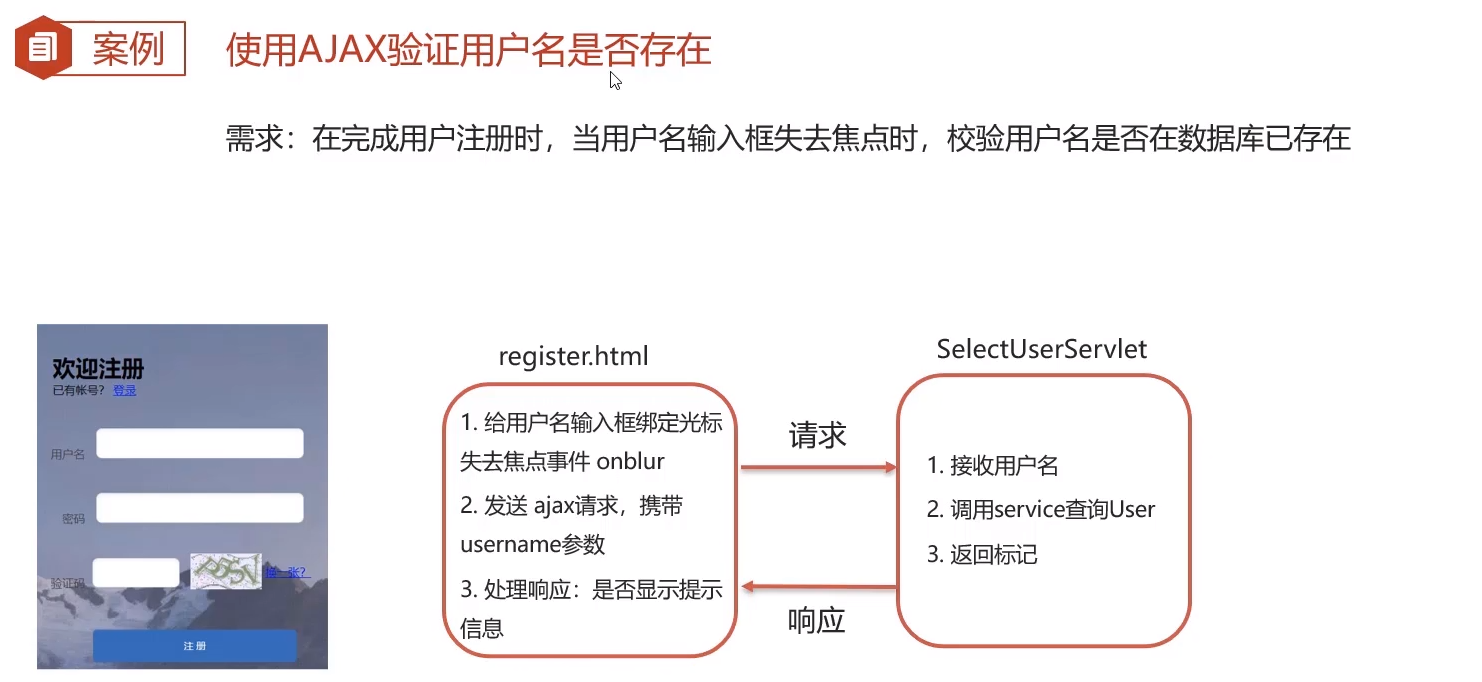 案例
使用AJAX验证用户名是否存在
需求：在完成用户注册时，当用户名输入框失去焦点时，校验用户名是否在数据库已存在
欢迎注册
已有帐号？ 登录
用户名
密码
验证码
换一张?
注 册
register.html
1. 给用户名输入框绑定光标
失去焦点事件 onblur
2. 发送 ajax请求，携带
username参数
3. 处理响应：是否显示提示
信息
请求
响应
SelectUserServlet
1. 接收用户名
2. 调用service查询User
3. 返回标记